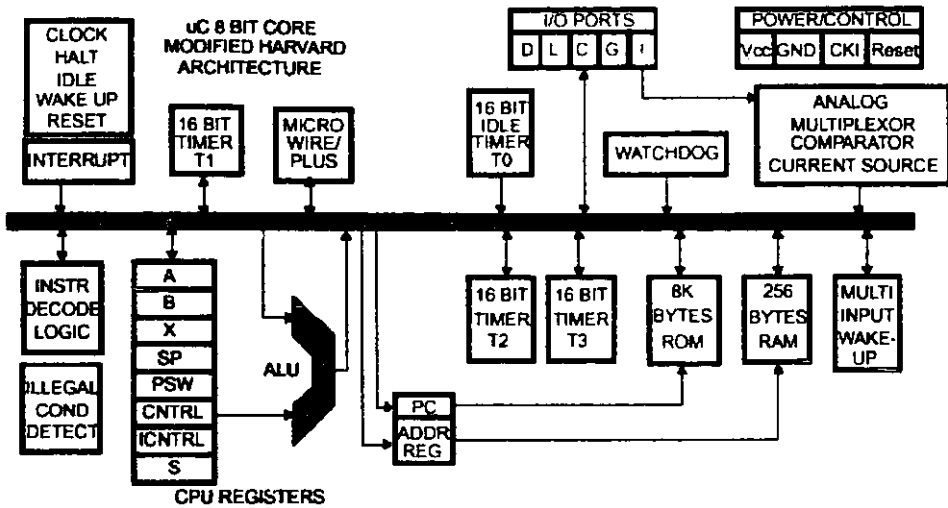 CLOCK
HALT
IDLE
WAKE UP
RESET
INTERRUPT
uC 8 BIT CORE
MODIFIED HARVARD
ARCHITECTURE
16 BIT
TIMER
T1
MICRO
WIRE/
PLUS
I/O PORTS
D L C G I
16 BIT
IDLE
TIMER
T0
WATCHDOG
POWER/CONTROL
Vcc GND CKI Reset
ANALOG
MULTIPLEXOR
COMPARATOR
CURRENT SOURCE
INSTR
DECODE
LOGIC
ILLEGAL
COND
DETECT
A
B
X
SP
PSW
CNTRL
ICNTRL
S
CPU REGISTERS
ALU
PC
ADDR
REG
16 BIT
TIMER
T2
16 BIT
TIMER
T3
8K
BYTES
ROM
256
BYTES
RAM
MULTI
INPUT
WAKE-
UP